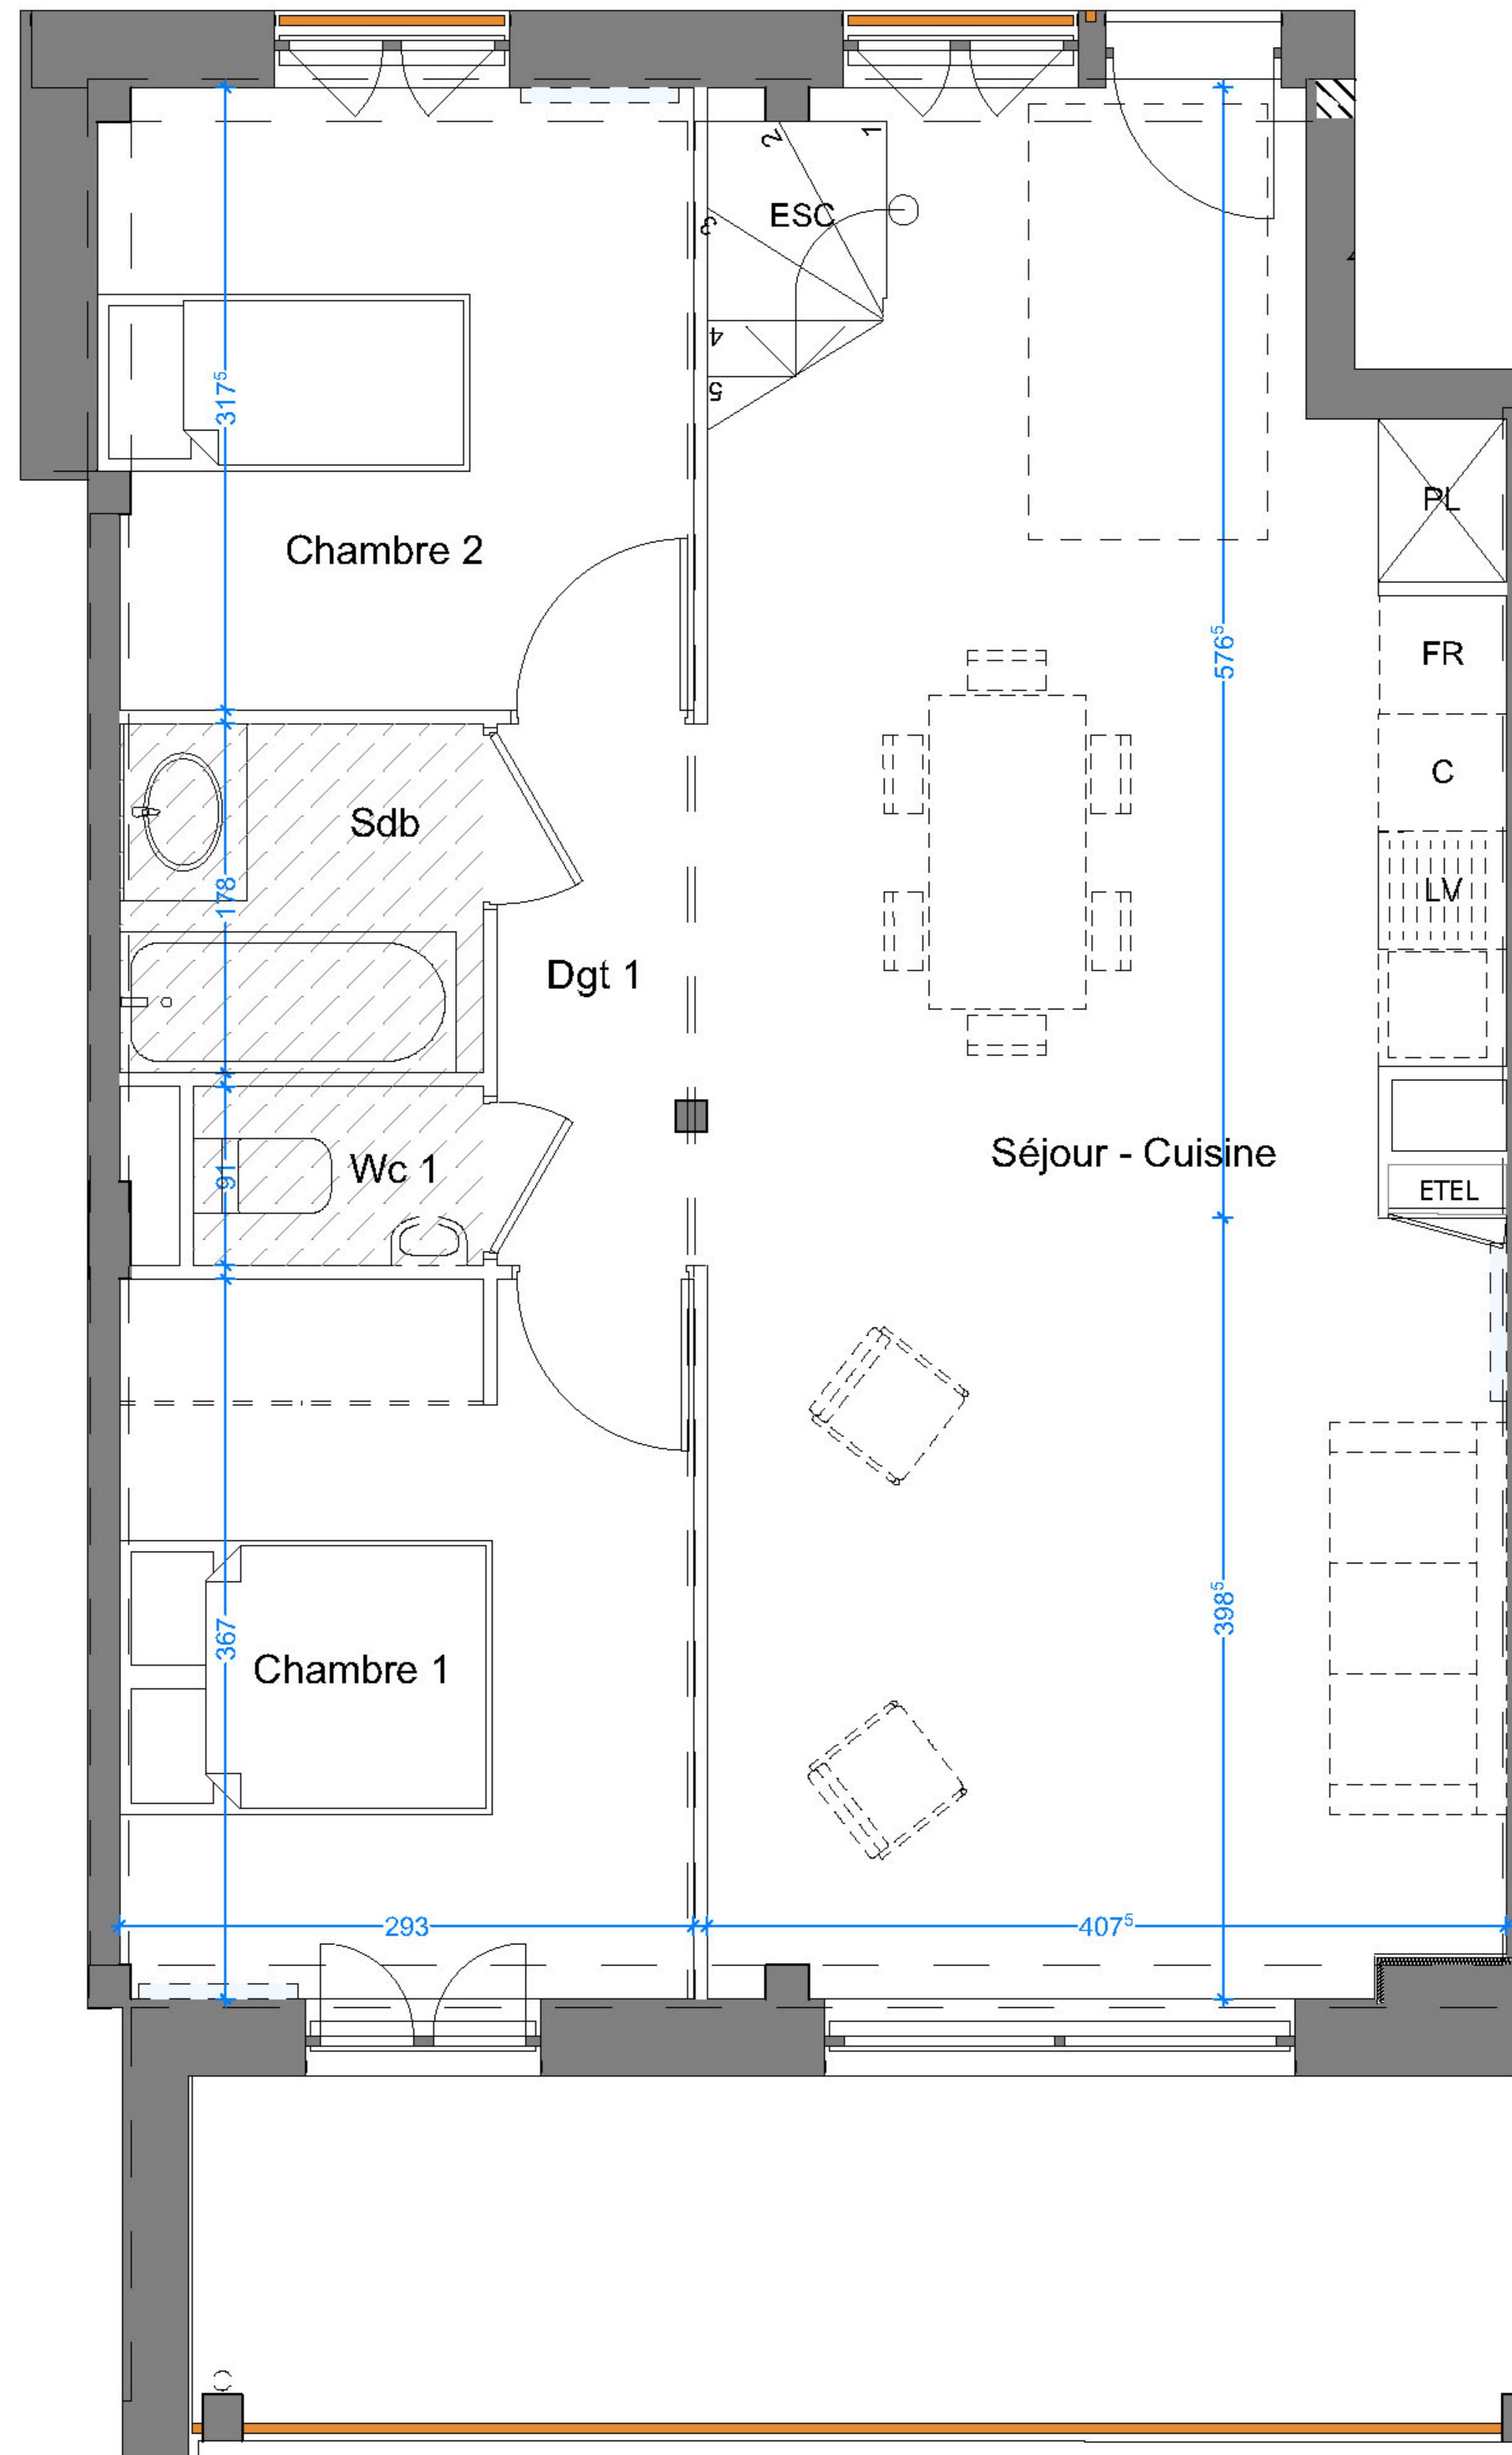 1
2
ESC
3
4
5
317⁵
PL
Chambre 2
576⁵
FR
C
Sdb
178
LV
Dgt 1
Séjour - Cuisine
91
Wc 1
ETEL
398⁵
367
Chambre 1
293
407⁵